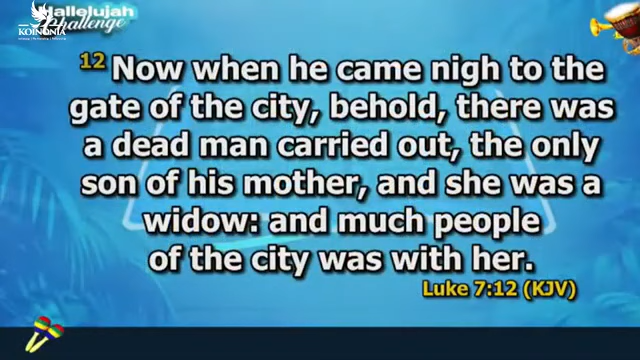 Hallelujah
Challenge
KOINONIA
12 Now when he came nigh to the
gate of the city, behold, there was
a dead man carried out, the only
son of his mother, and she was a
widow: and much people
of the city was with her.
Luke 7:12 (KJV)